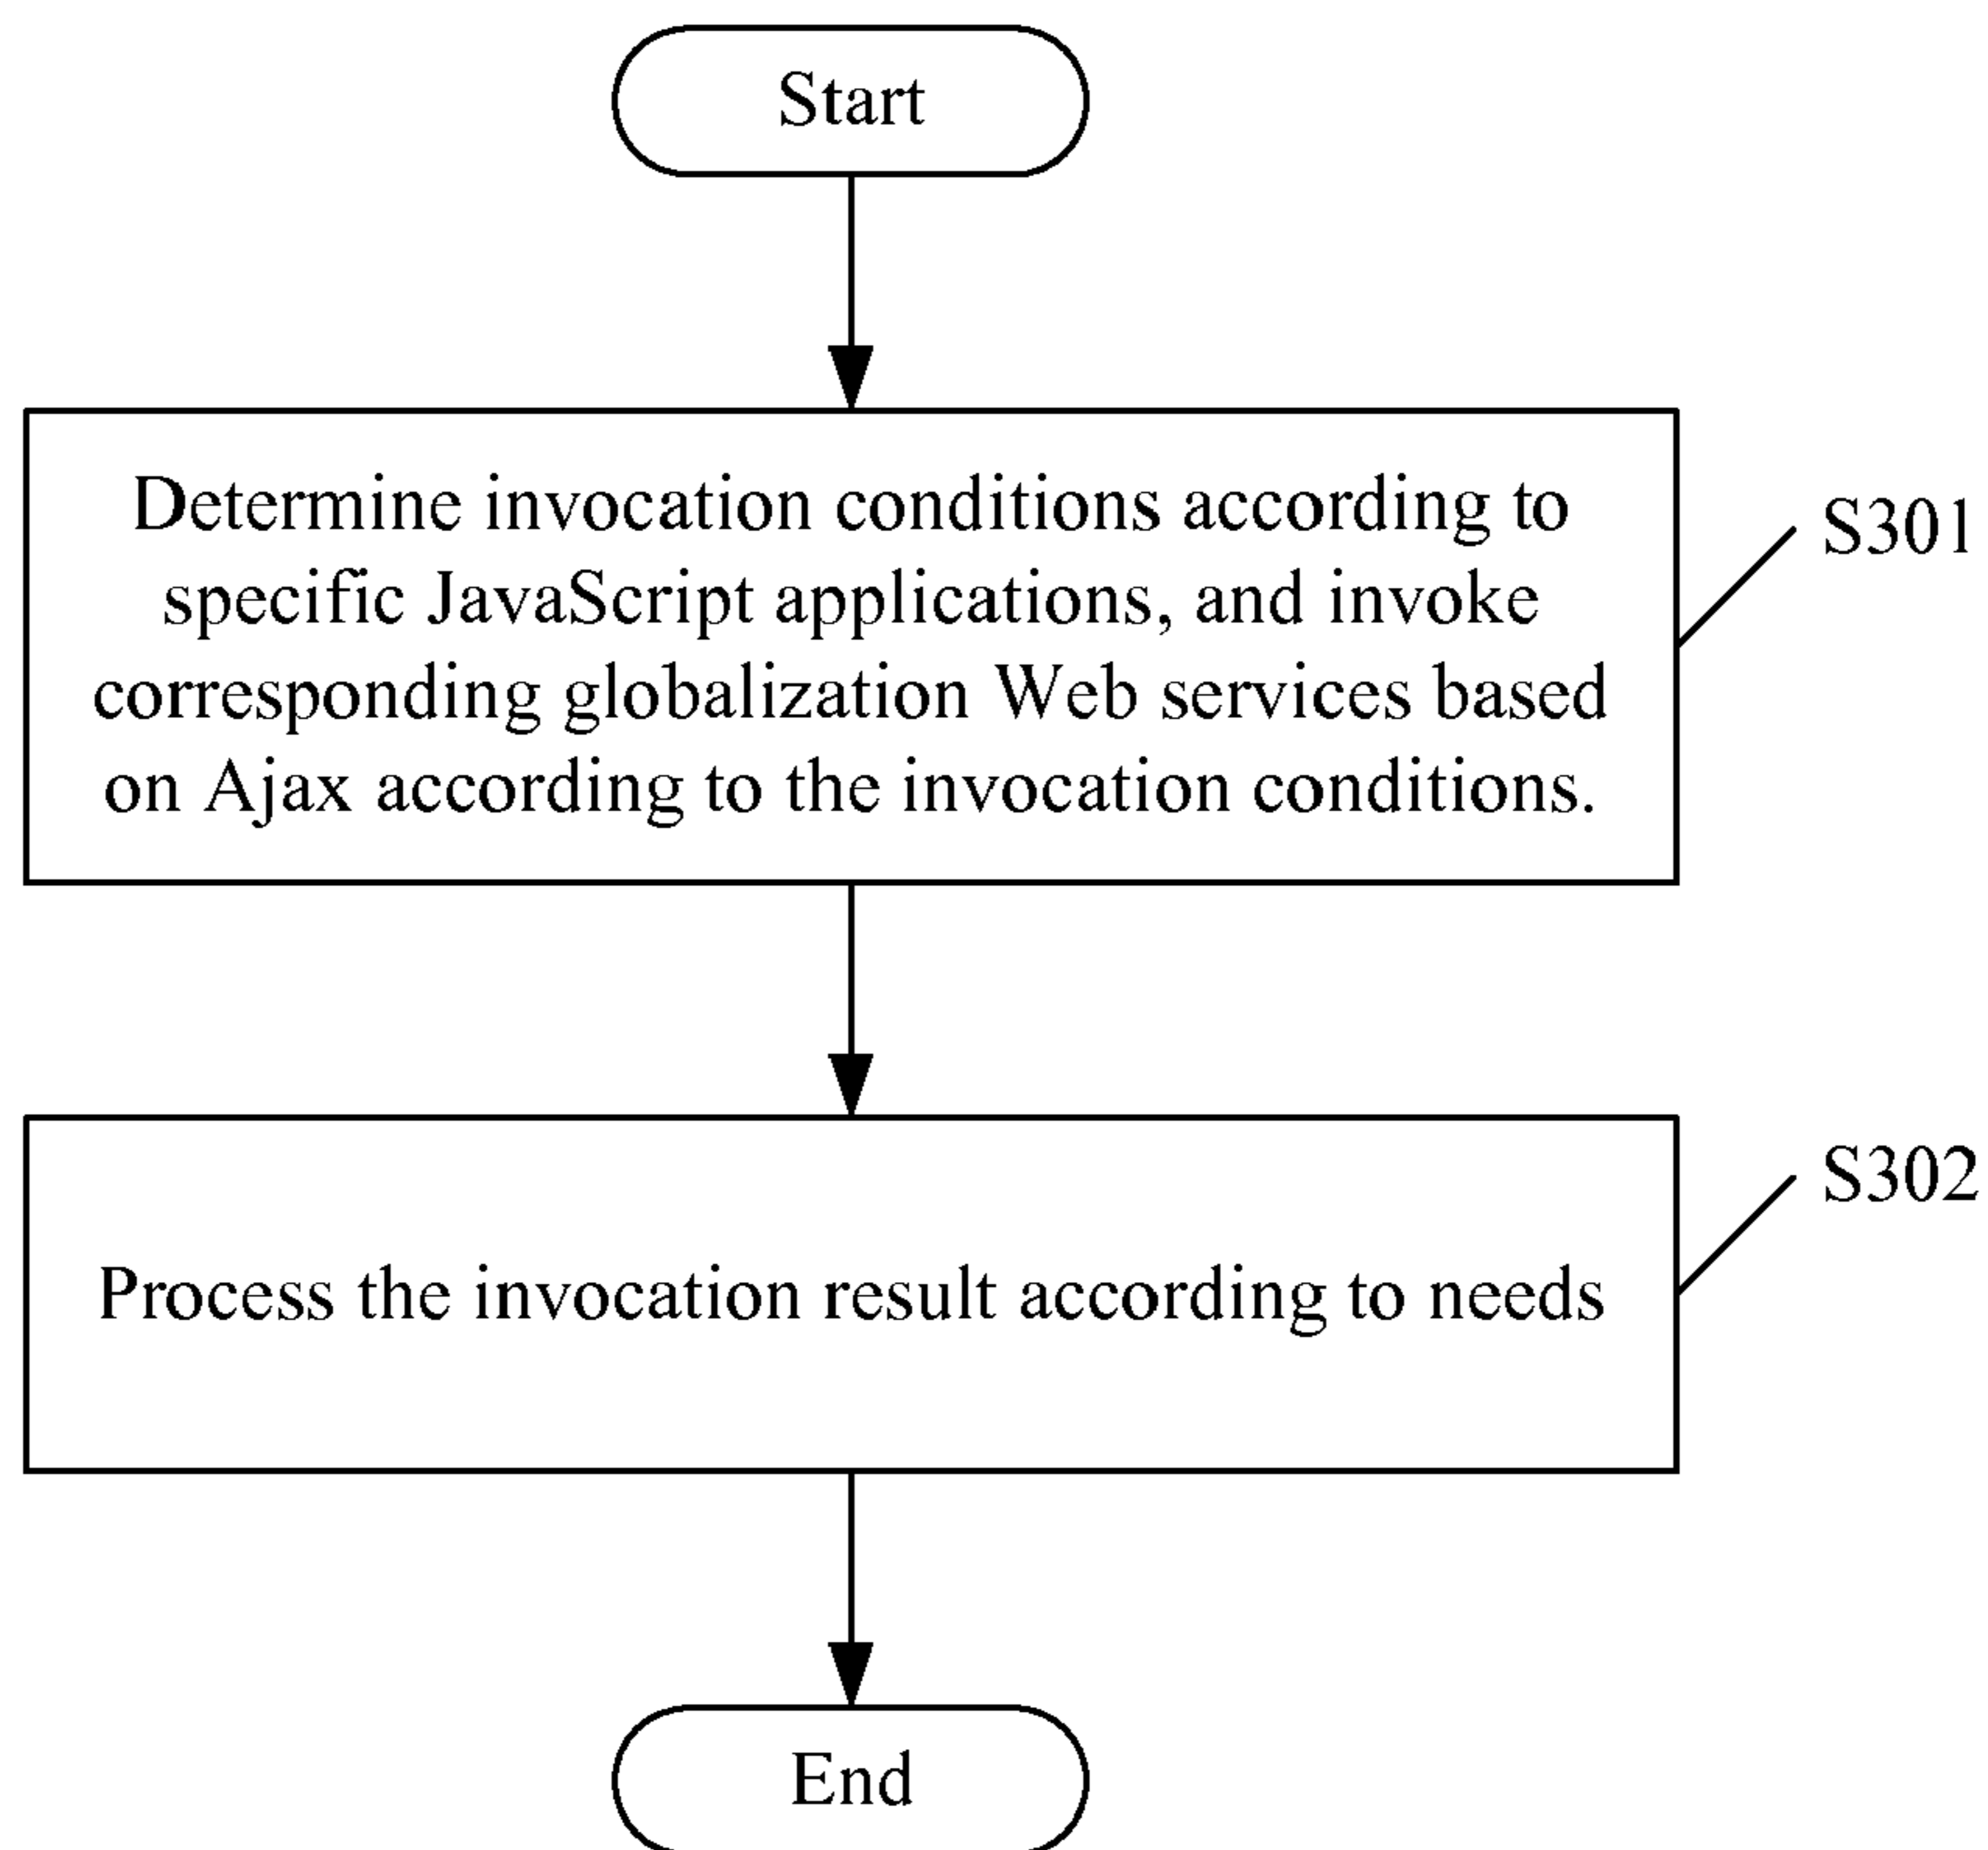 Start
Determine invocation conditions according to
specific JavaScript applications, and invoke
corresponding globalization Web services based
on Ajax according to the invocation conditions.
S301
Process the invocation result according to needs
S302
End